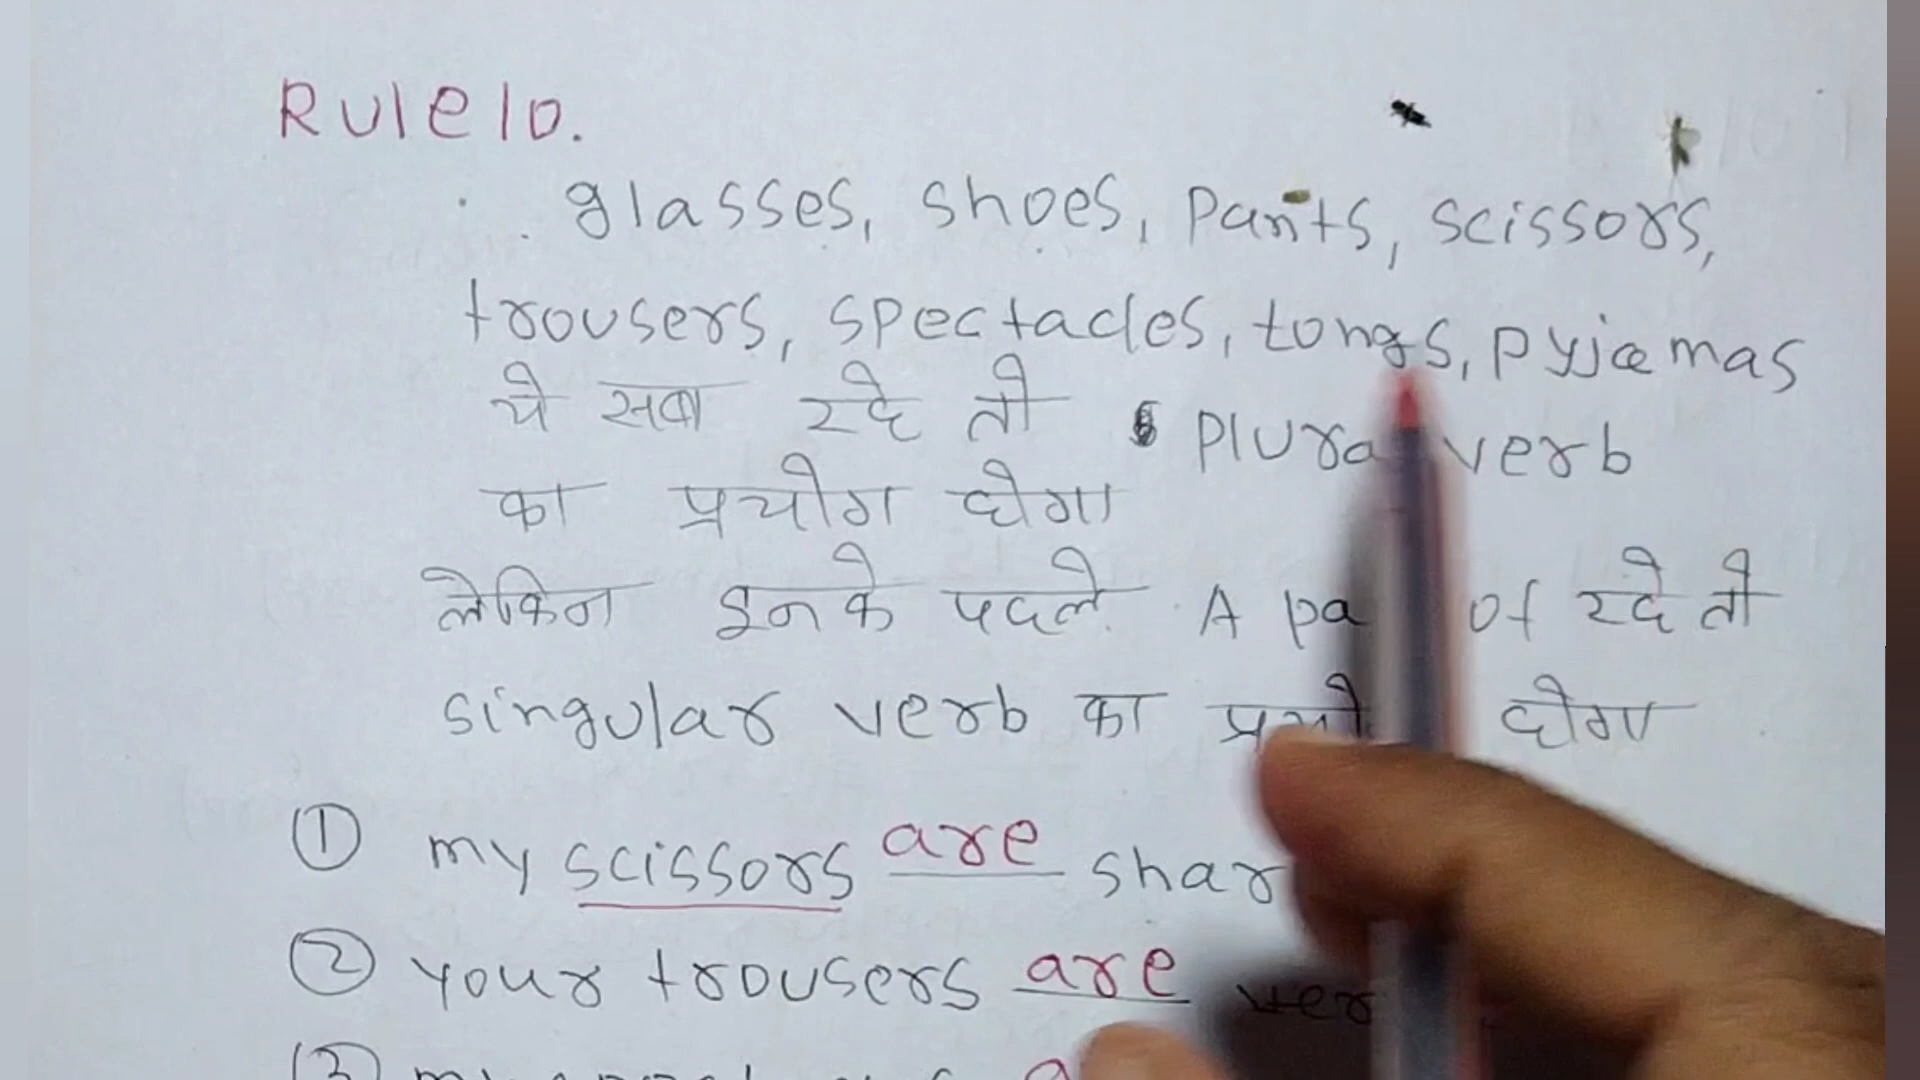 Rule 10.
glasses, shoes, Pants, scissors,
trousers, spectacles, tongs, pyjamas
ये सब रहे तो Plural verb
का प्रयोग होगा
लेकिन इनके पहले A pa of रहे तो
singular verb का होगा
① my scissors are
② your trousers are
③